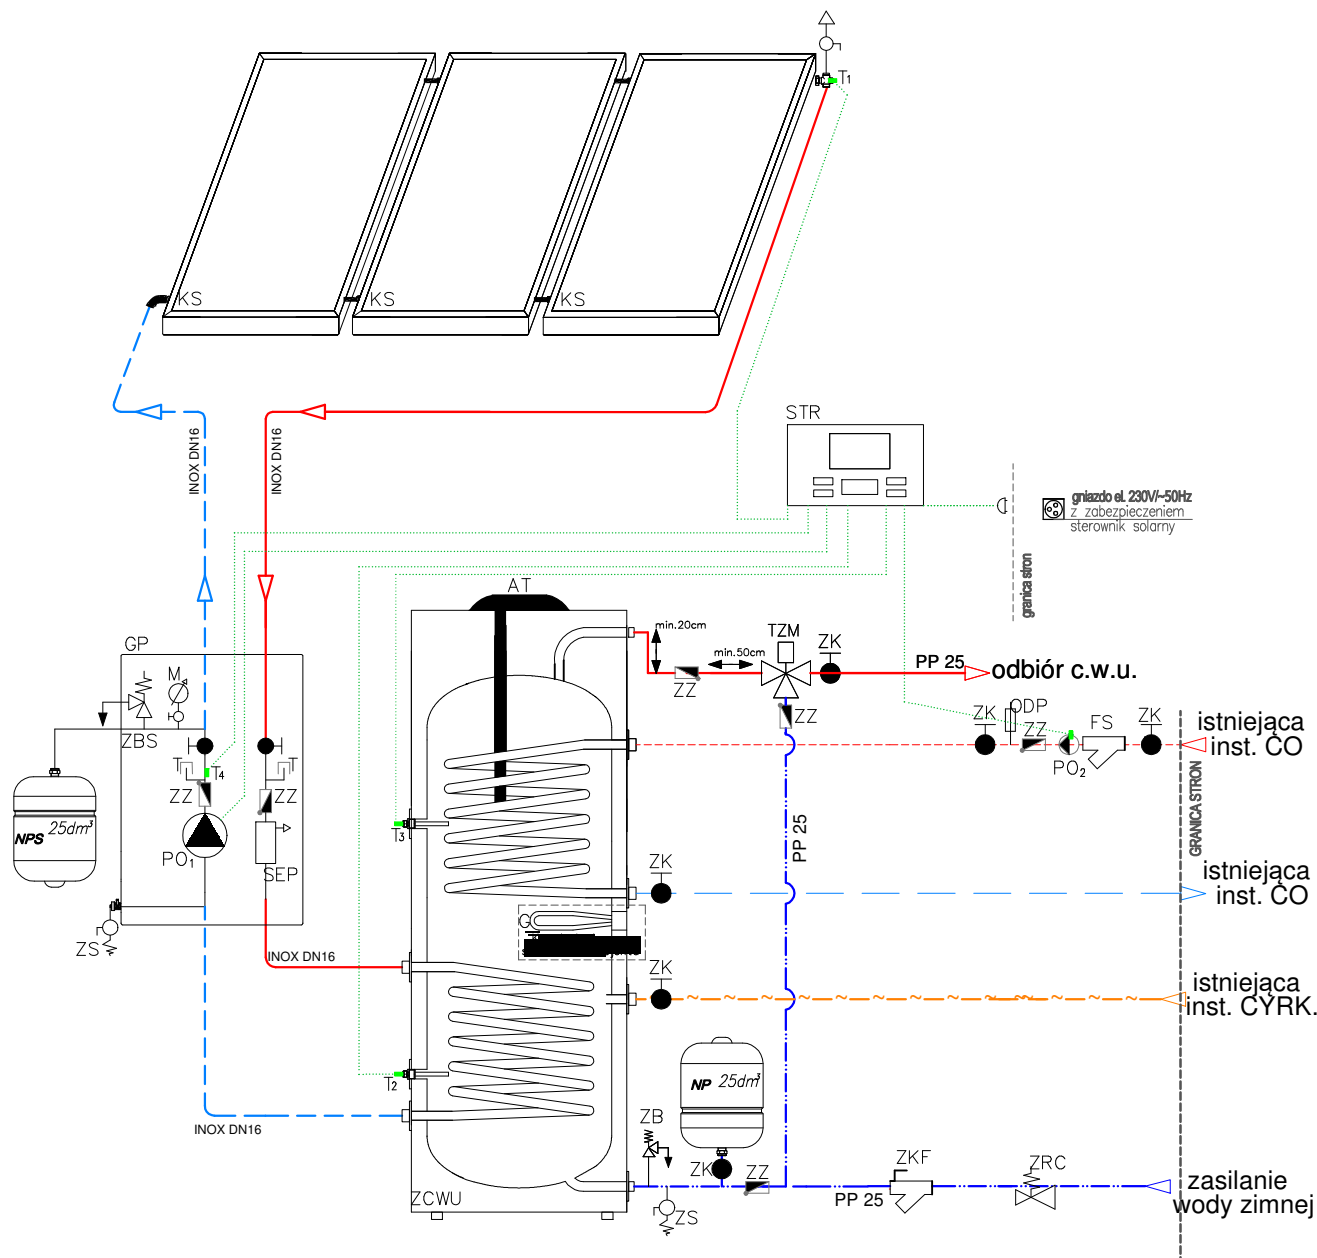 T1
KS
KS
KS
STR
INOX DN16
INOX DN16
gniazdo el. 230V/~50Hz
z zabezpieczeniem
sterownik solarny
granica stron
AT
min.20cm
TZM
ZK
min.50cm
PP 25
odbiór c.w.u.
ZZ
ZZ
GP
M
ZBS
T
T4
T
ZZ
ZZ
NPS 25dm³
PO1
SEP
ZS
ZK
ODP
FS
ZK
ZZ
PO2
istniejąca
inst. CO
GRANICA STRON
T3
PP 25
ZK
istniejąca
inst. CO
G
INOX DN16
ZK
istniejąca
inst. CYRK.
T2
NP 25dm³
INOX DN16
ZB
ZK
ZZ
ZKF
ZRC
ZCWU
ZS
PP 25
zasilanie
wody zimnej